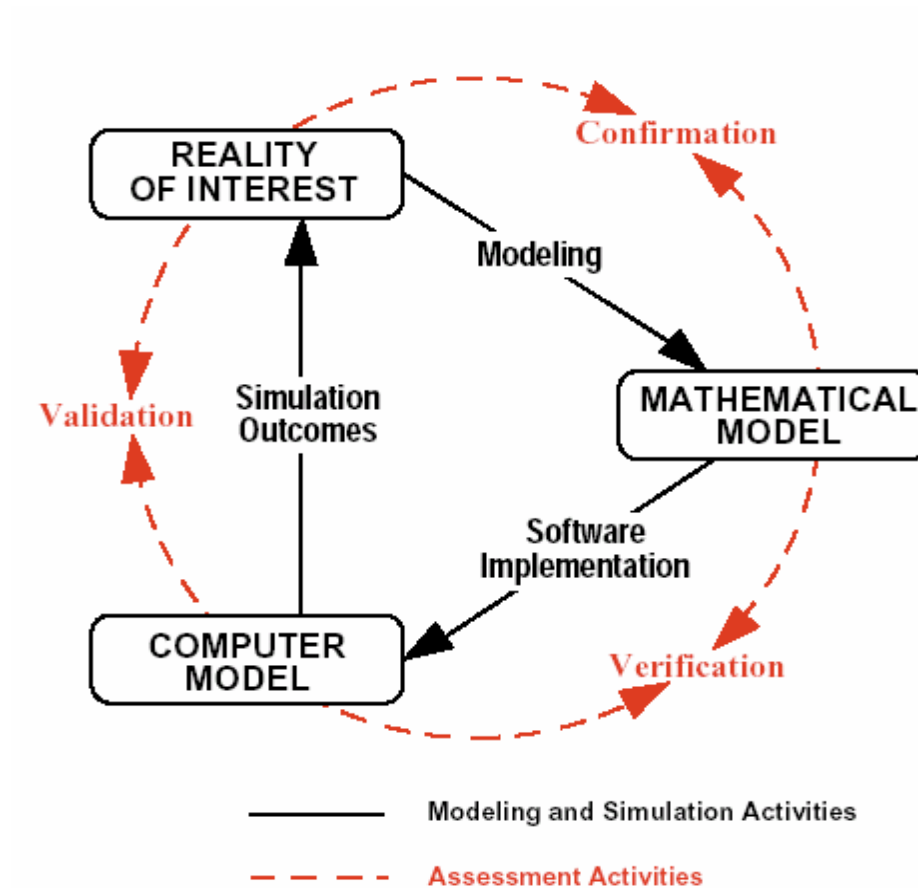 Confirmation
REALITY
OF INTEREST
Modeling
Simulation
Outcomes
Validation
MATHEMATICAL
MODEL
Software
Implementation
COMPUTER
MODEL
Verification
Modeling and Simulation Activities
Assessment Activities